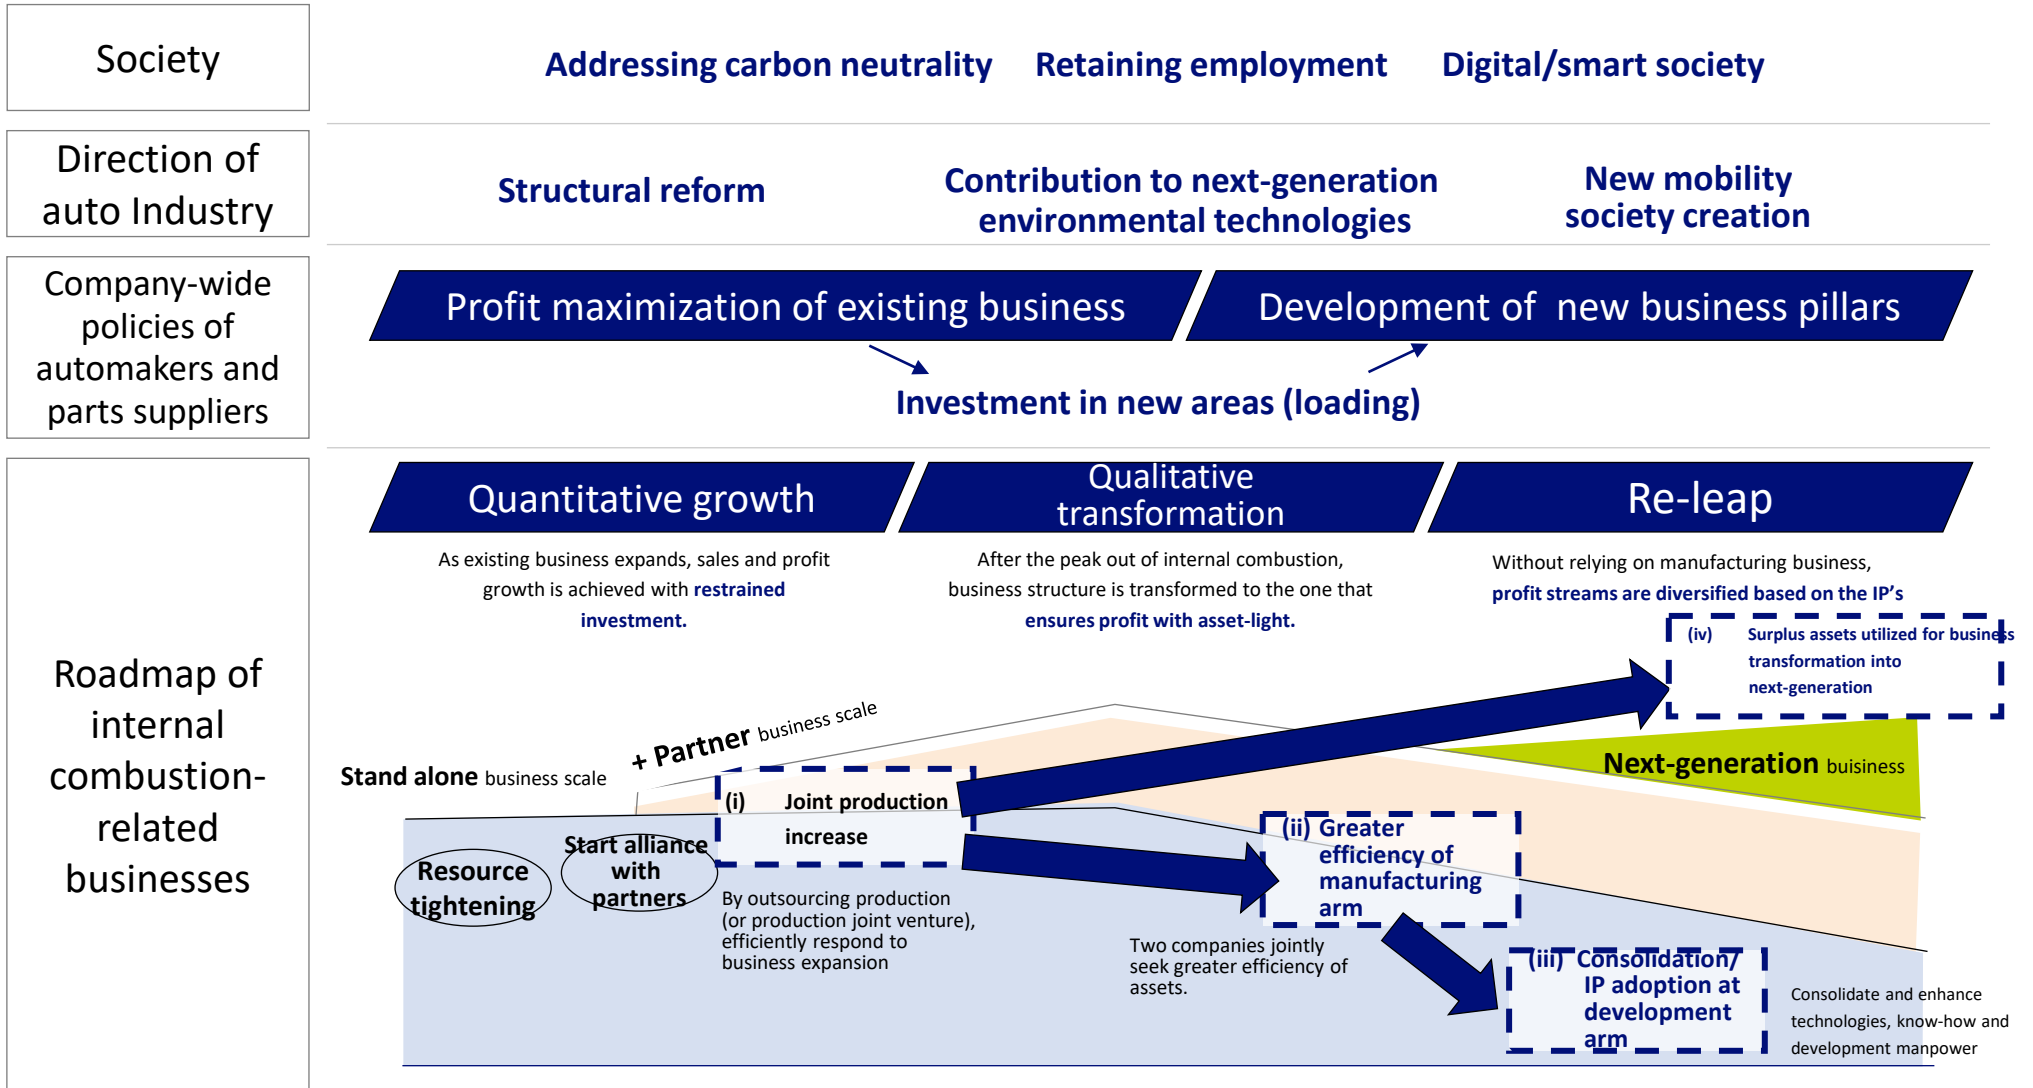 Society
Addressing carbon neutrality
Retaining employment
Digital/smart society
Direction of
auto Industry
Structural reform
Contribution to next-generation
environmental technologies
New mobility
society creation
Company-wide
policies of
automakers and
parts suppliers
Profit maximization of existing business
Development of new business pillars
Investment in new areas (loading)
Roadmap of
internal
combustion-
related
businesses
Quantitative growth
Qualitative
transformation
Re-leap
As existing business expands, sales and profit
growth is achieved with restrained
investment.
After the peak out of internal combustion,
business structure is transformed to the one that
ensures profit with asset-light.
Without relying on manufacturing business,
profit streams are diversified based on the IP's
(iv) Surplus assets utilized for business
transformation into
next-generation
+ Partner business scale
Stand alone business scale
Next-generation buisiness
(i) Joint production
increase
Start alliance
with
partners
Resource
tightening
By outsourcing production
(or production joint venture),
efficiently respond to
business expansion
(ii) Greater
efficiency of
manufacturing
arm
Two companies jointly
seek greater efficiency of
assets.
(iii) Consolidation/
IP adoption at
development
arm
Consolidate and enhance
technologies, know-how and
development manpower